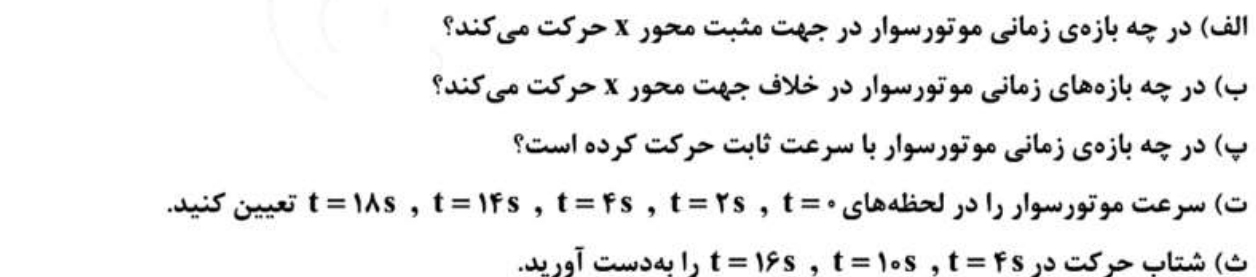 الف) در چه بازه‌ی زمانی موتورسوار در جهت مثبت محور x حرکت می‌کند؟
ب) در چه بازه‌های زمانی موتورسوار در خلاف جهت محور x حرکت می‌کند؟
پ) در چه بازه‌ی زمانی موتورسوار با سرعت ثابت حرکت کرده است؟
ت) سرعت موتورسوار را در لحظه‌های t = ۰ , t = ۲s , t = ۴s , t = ۱۴s , t = ۱۸s تعیین کنید.
ث) شتاب حرکت در t = ۴s , t = ۱۰s , t = ۱۶s را به‌دست آورید.